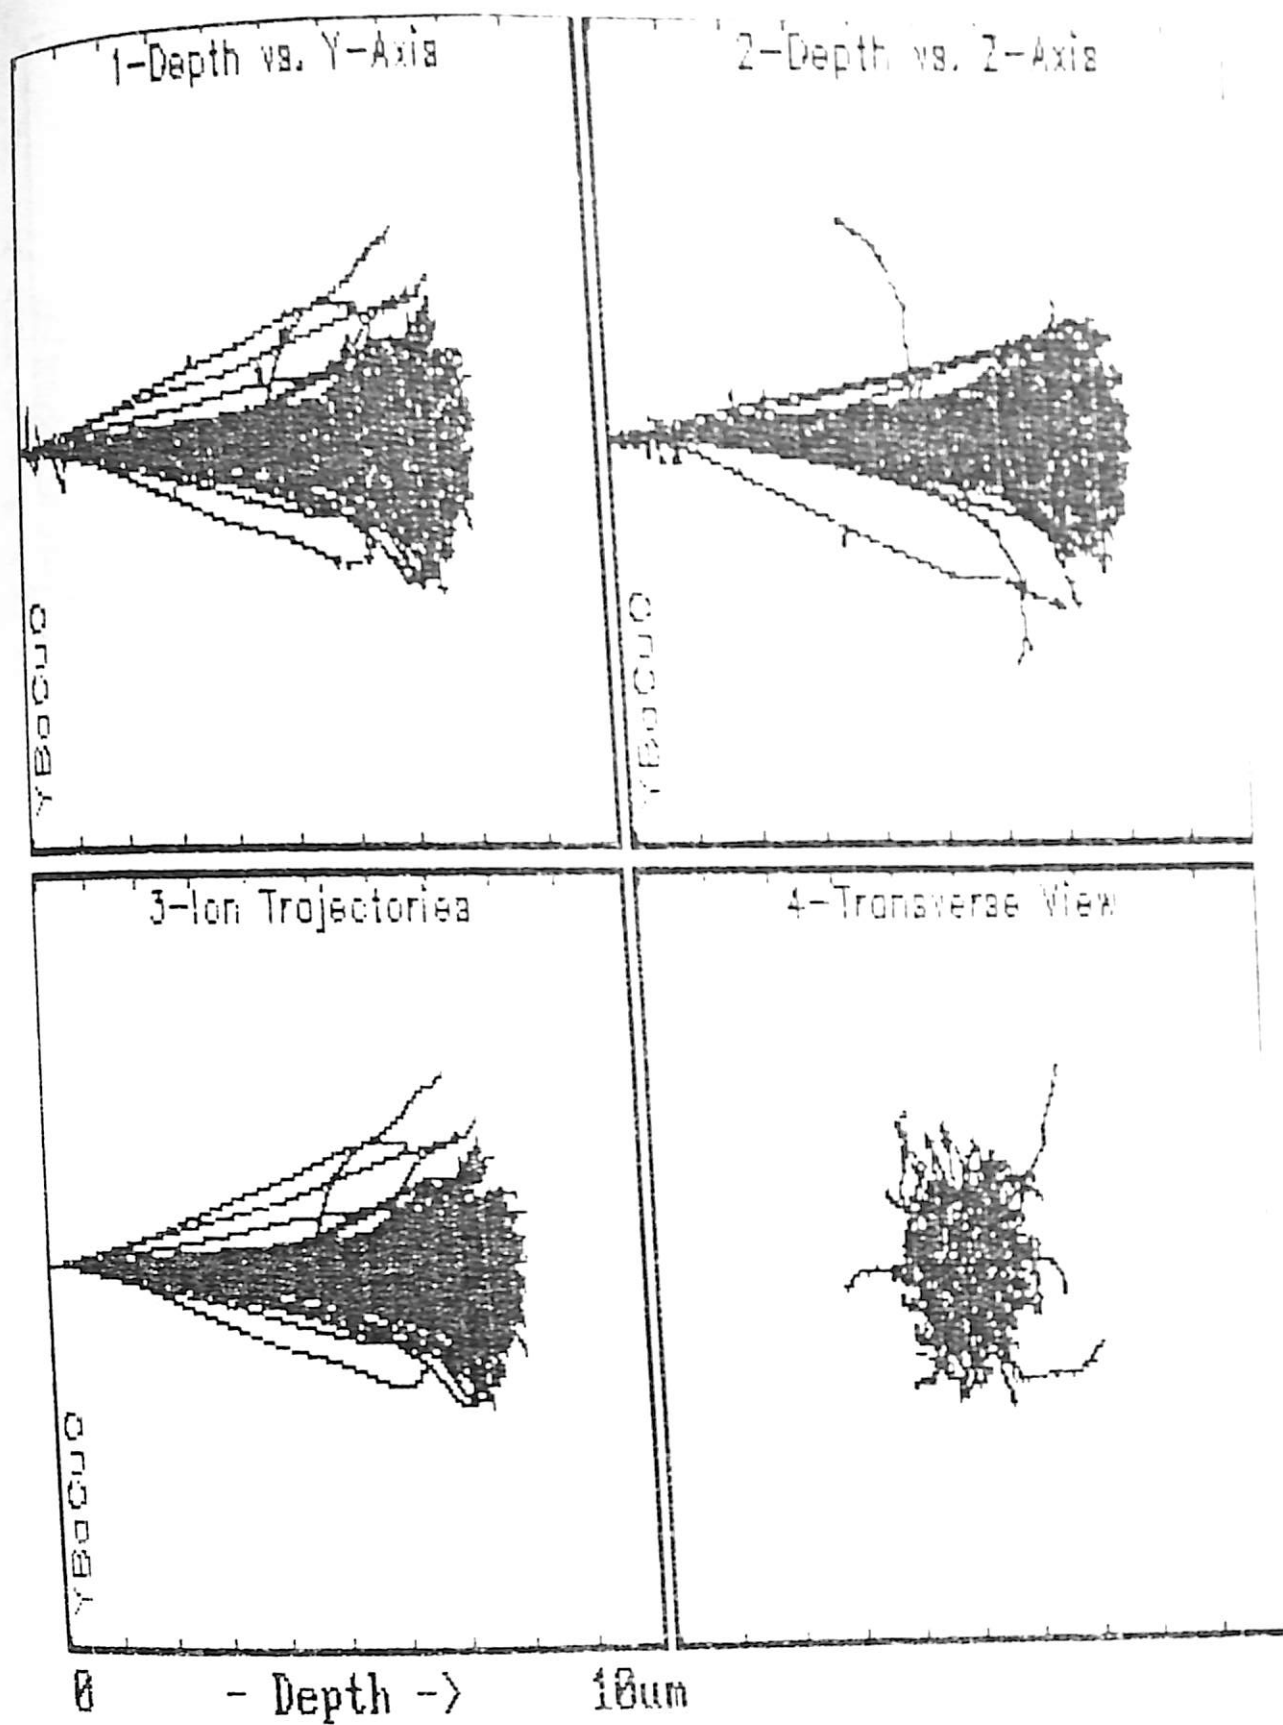 1-Depth vs. Y-Axis
2-Depth vs. Z-Axis
YBaCuO
YBaCuO
3-Ion Trajectories
4-Transverse View
YBaCuO
0 - Depth -> 10um